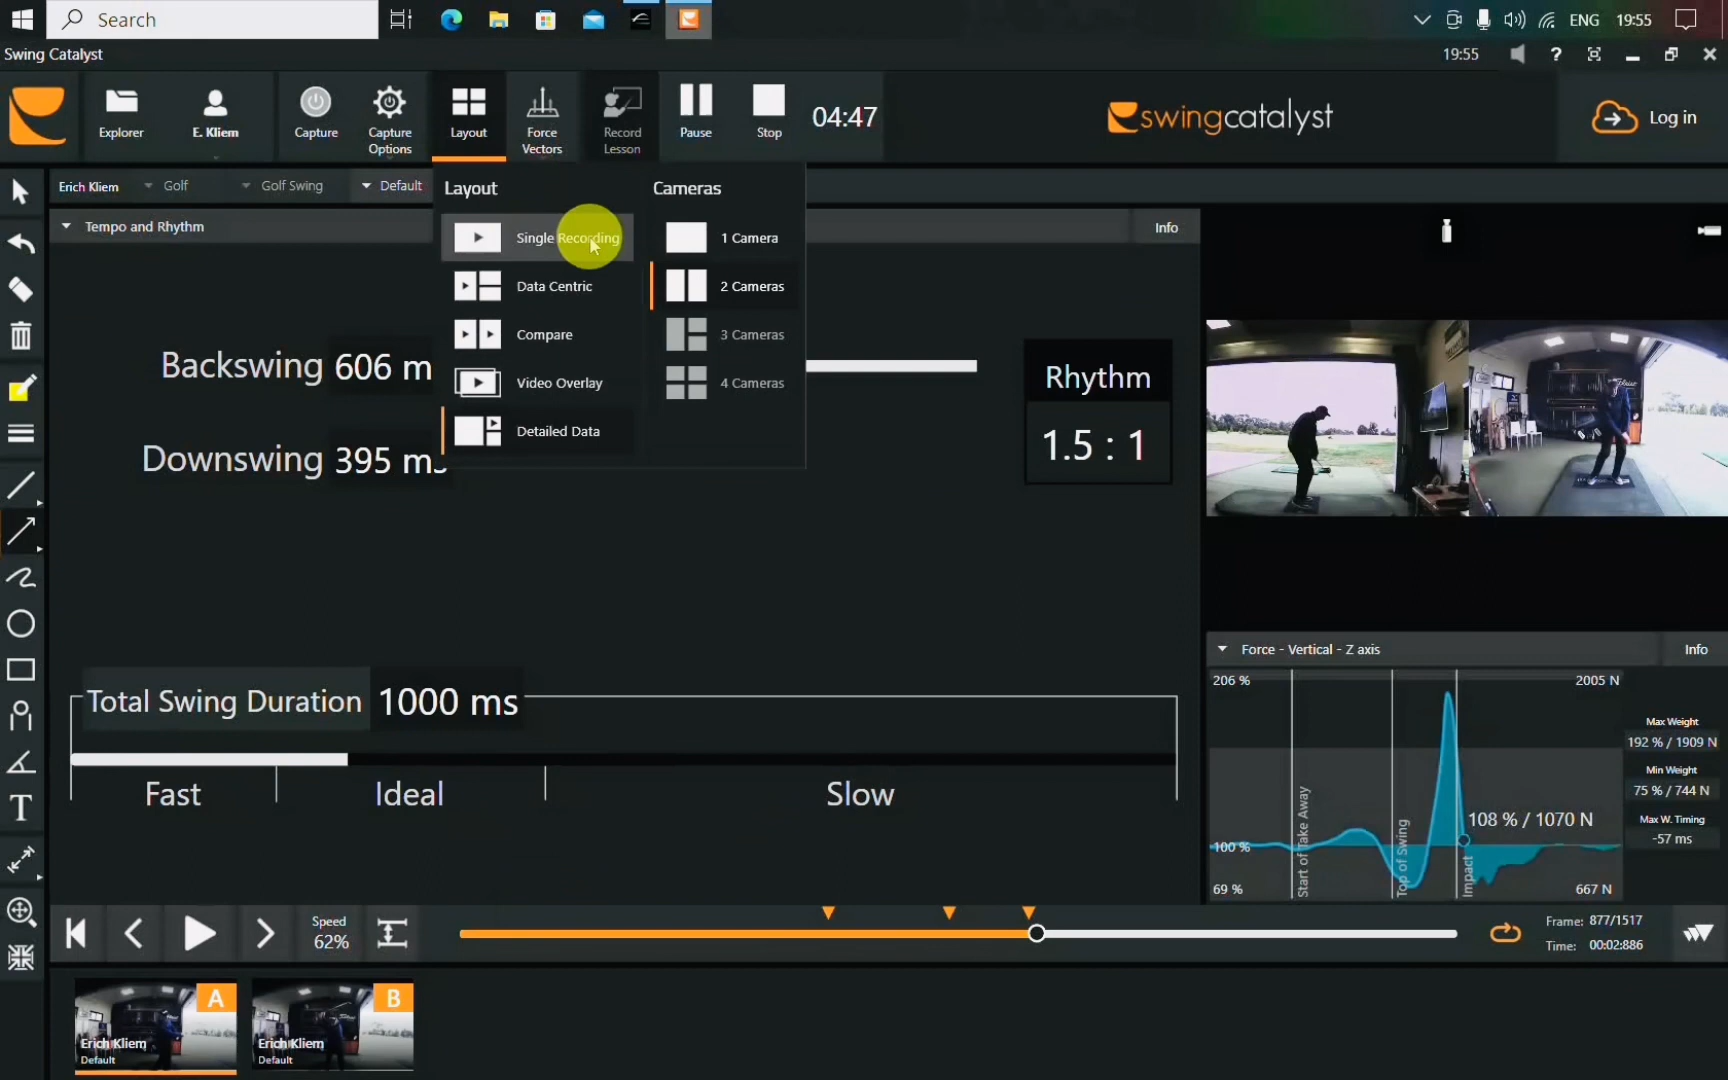 Search
ENG 19:55
Swing Catalyst
19:55
?
Explorer
E. Kliem
Capture
Capture
Options
Layout
Force
Vectors
Record
Lesson
Pause
Stop
04:47
swingcatalyst
Log in
Erich Kliem
Golf
Golf Swing
Default
Layout
Cameras
Tempo and Rhythm
Info
Single Recording
1 Camera
Data Centric
2 Cameras
Compare
3 Cameras
Video Overlay
4 Cameras
Detailed Data
Backswing 606 m
Downswing 395 ms
Rhythm
1.5 : 1
Total Swing Duration 1000 ms
Fast
Ideal
Slow
Force - Vertical - Z axis
Info
206 %
2005 N
Start of Take Away
Top of Swing
Impact
108 % / 1070 N
100 %
69 %
667 N
Max Weight
192 % / 1909 N
Min Weight
75 % / 744 N
Max W. Timing
-57 ms
T
Speed
62%
Frame: 877/1517
Time: 00:02:886
A
Erich Kliem
Default
B
Erich Kliem
Default